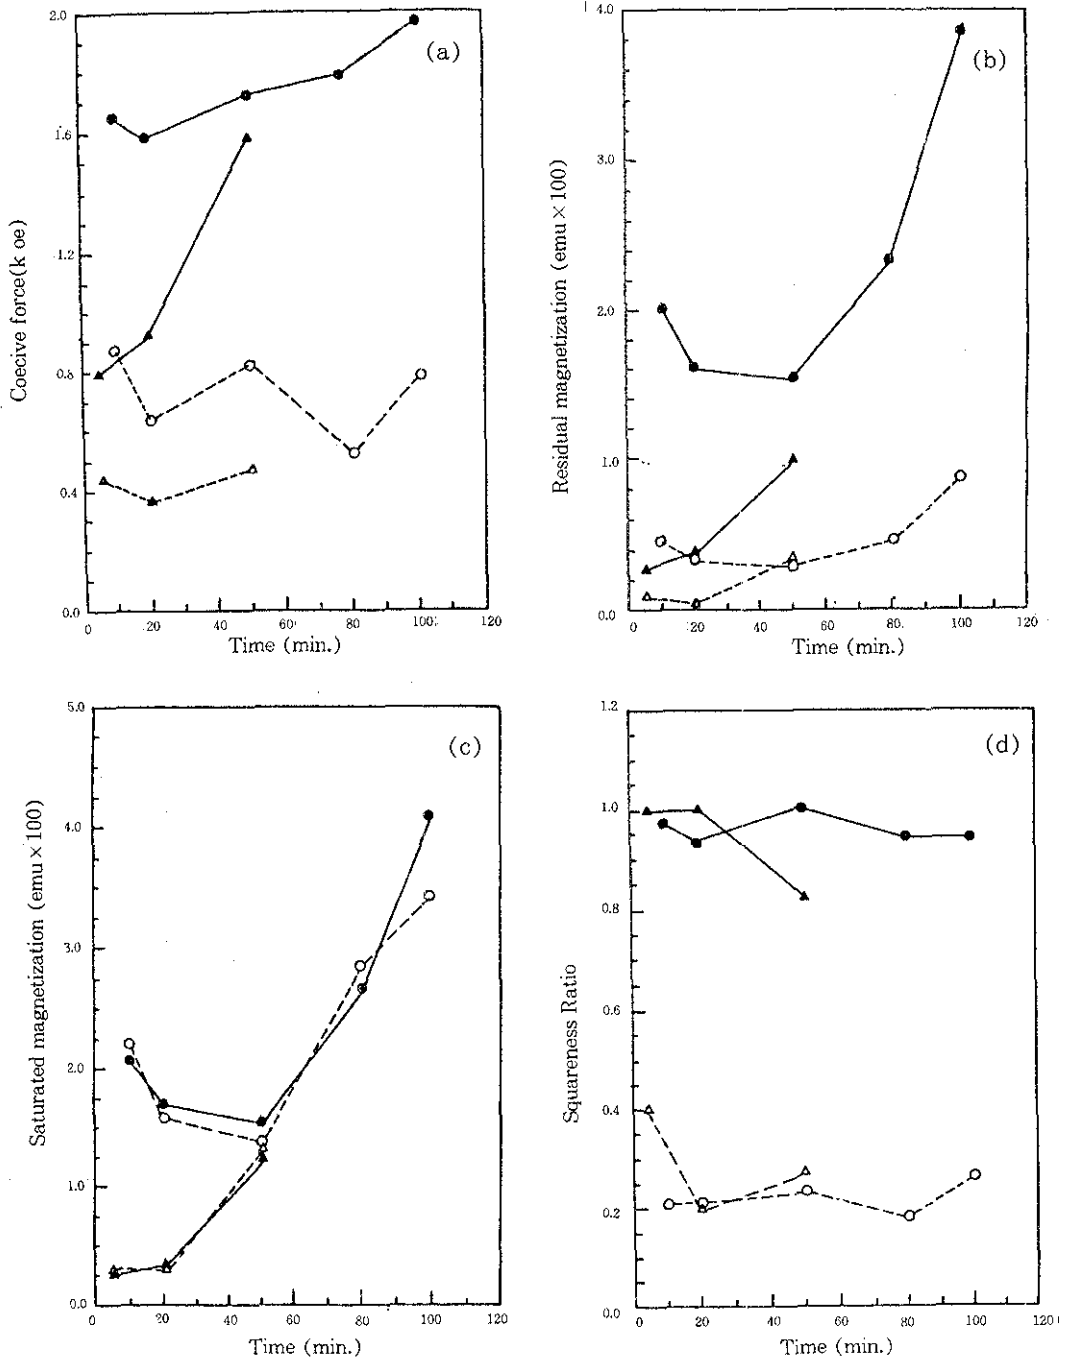 (a)
2.0
1.6
1.2
0.8
0.4
0.0
Coecive force(k oe)
0 20 40 60 80 100 120
Time (min.)
(b)
4.0
3.0
2.0
1.0
0.0
Residual magnetization (emu×100)
0 20 40 60 80 100 120
Time (min.)
(c)
5.0
4.0
3.0
2.0
1.0
0.0
Saturated magnetization (emu×100)
0 20 40 60 80 100 120
Time (min.)
(d)
1.2
1.0
0.8
0.6
0.4
0.2
0.0
Squareness Ratio
0 20 40 60 80 100 120
Time (min.)